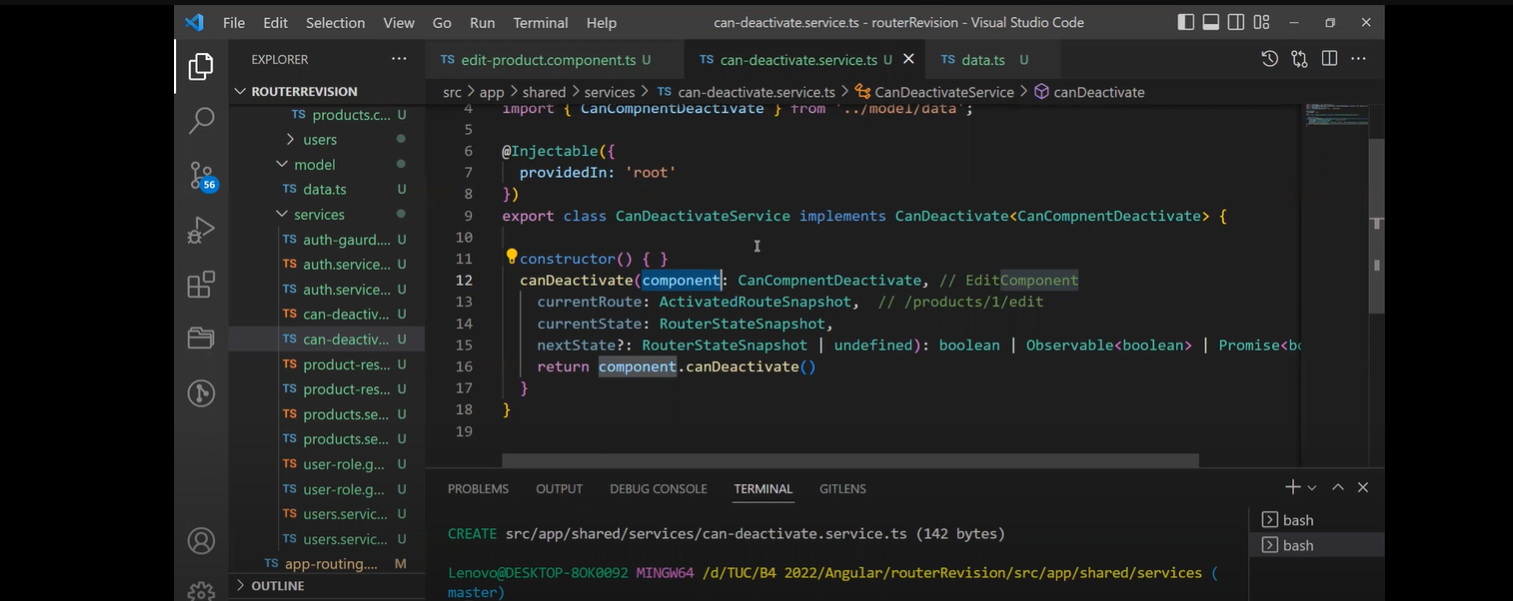 File Edit Selection View Go Run Terminal Help can-deactivate.service.ts - routerRevision - Visual Studio Code
EXPLORER ...
TS edit-product.component.ts U TS can-deactivate.service.ts U TS data.ts U
ROUTERREVISION
src > app > shared > services > TS can-deactivate.service.ts > CanDeactivateService > canDeactivate
TS products.c... U
users
model
TS data.ts U
services
TS auth-gaurd.... U
TS auth.service... U
TS auth.service... U
TS can-deactiv... U
TS can-deactiv... U
TS product-res... U
TS product-res... U
TS products.se... U
TS products.se... U
TS user-role.g... U
TS user-role.g... U
TS users.servic... U
TS users.servic... U
TS app-routing.... M
OUTLINE
56
4 import { CanCompnentDeactivate } from '../model/data';
5
6 @Injectable({
7 providedIn: 'root'
8 })
9 export class CanDeactivateService implements CanDeactivate<CanCompnentDeactivate> {
10
11 constructor() { }
12 canDeactivate(component: CanCompnentDeactivate, // EditComponent
13 currentRoute: ActivatedRouteSnapshot, // /products/1/edit
14 currentState: RouterStateSnapshot,
15 nextState?: RouterStateSnapshot | undefined): boolean | Observable<boolean> | Promise<bo
16 return component.canDeactivate()
17 }
18 }
19
PROBLEMS OUTPUT DEBUG CONSOLE TERMINAL GITLENS
CREATE src/app/shared/services/can-deactivate.service.ts (142 bytes)
Lenovo@DESKTOP-8OK0092 MINGW64 /d/TUC/B4 2022/Angular/routerRevision/src/app/shared/services (
master)
bash
bash